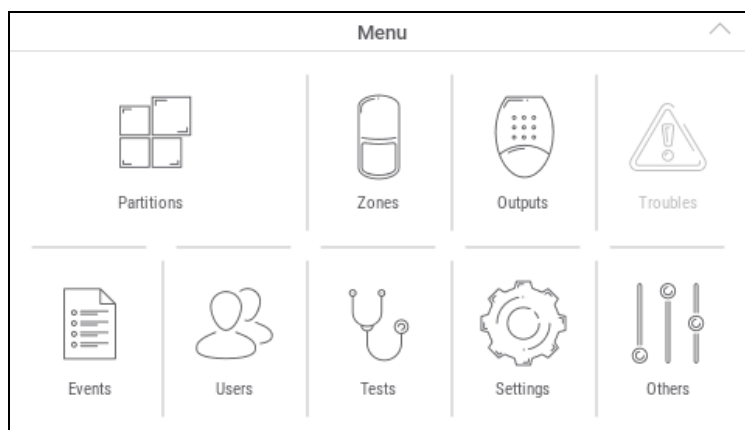 Menu
Partitions
Zones
Outputs
Troubles
Events
Users
Tests
Settings
Others